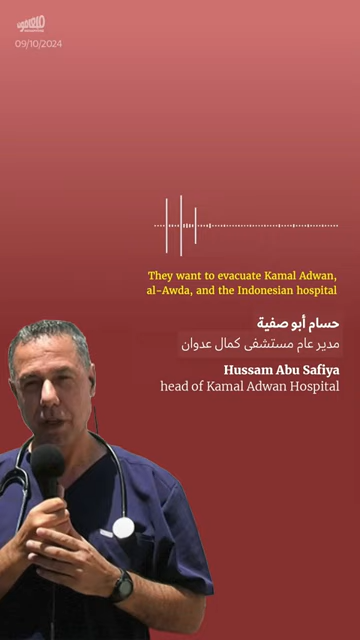 09/10/2024
They want to evacuate Kamal Adwan,
al-Awda, and the Indonesian hospital
حسام أبو صفية
مدير عام مستشفى كمال عدوان
Hussam Abu Safiya
head of Kamal Adwan Hospital